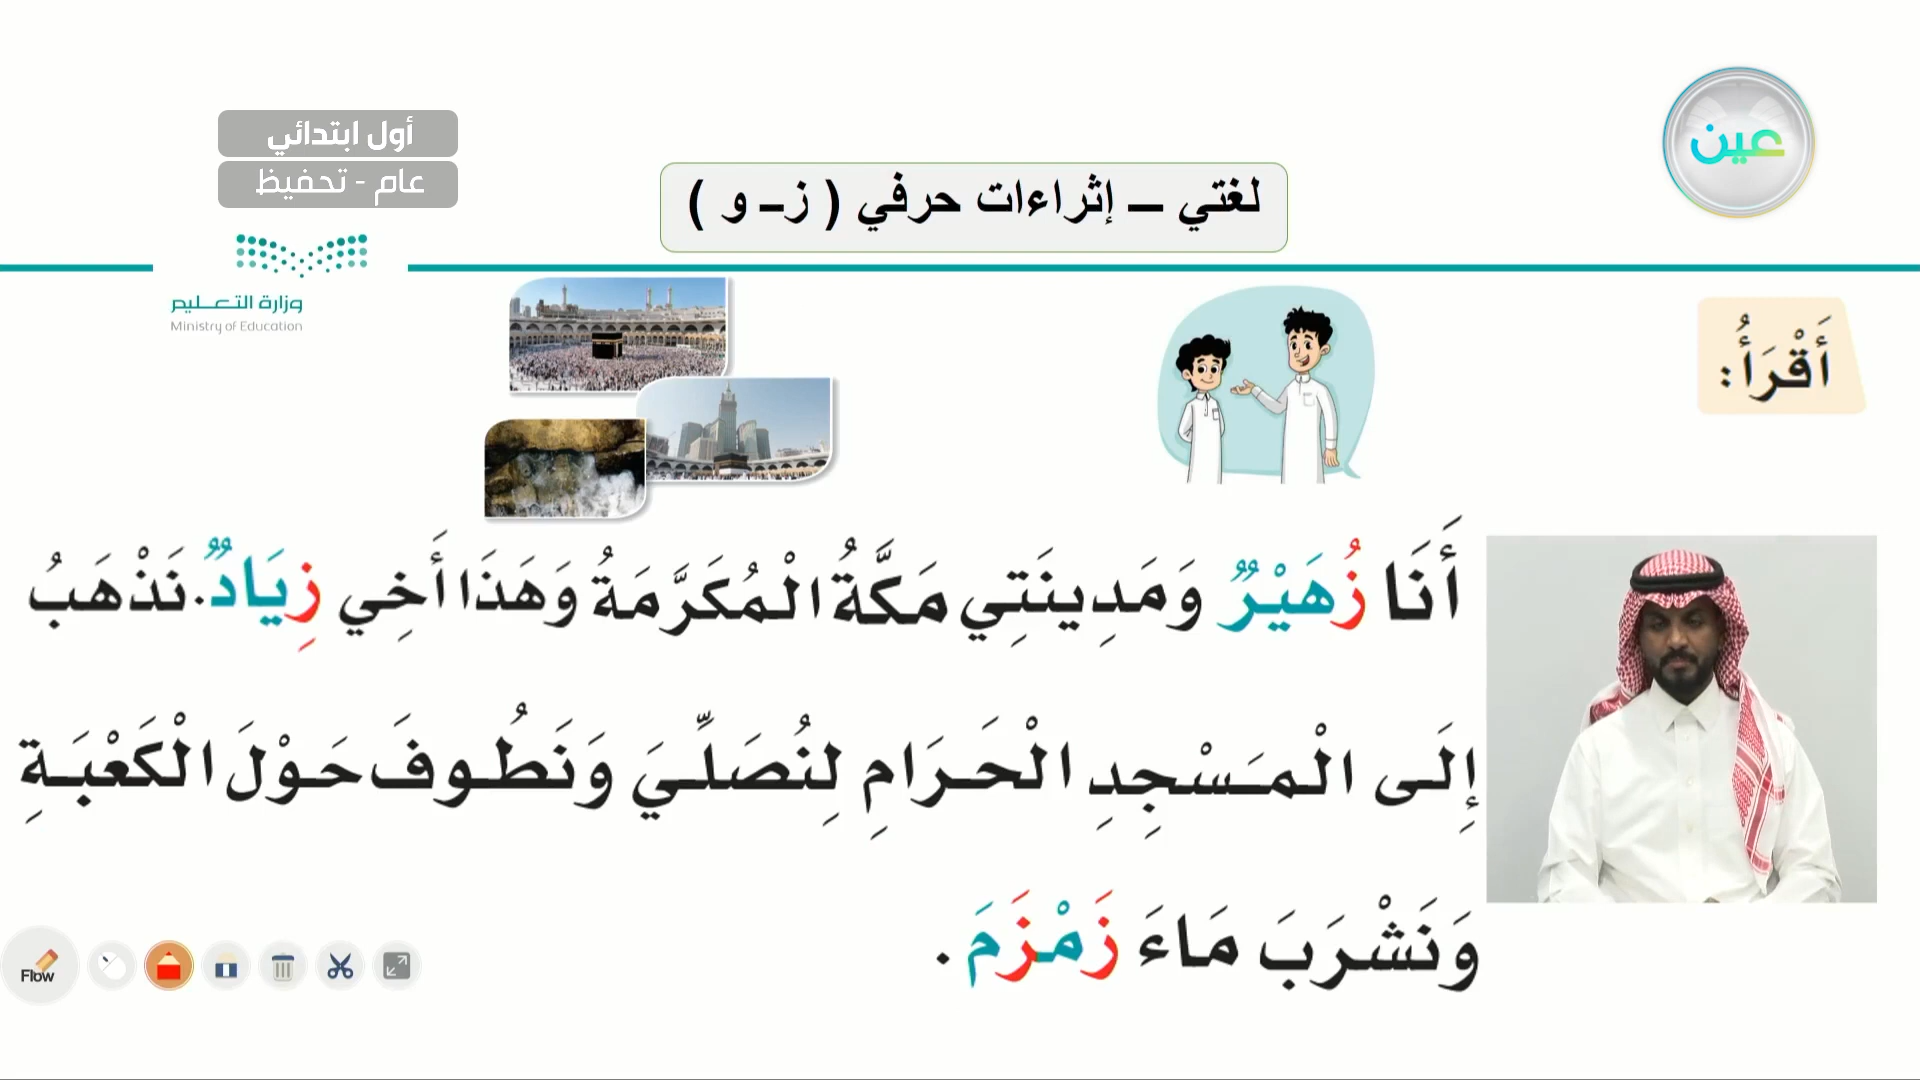 أول ابتدائي
عام - تحفيظ
عين
لغتي – إثراءات حرفي ( ز – و )
وزارة التعليم
Ministry of Education
أَقْرَأُ:
أَنَا زُهَيْرٌ وَمَدِينَتِي مَكَّةُ الْمُكَرَّمَةُ وَهَذَا أَخِي زِيَادٌ. نَذْهَبُ
إِلَى الْمَسْجِدِ الْحَرَامِ لِنُصَلِّيَ وَنَطُوفَ حَوْلَ الْكَعْبَةِ
وَنَشْرَبَ مَاءَ زَمْزَمَ .
Flow